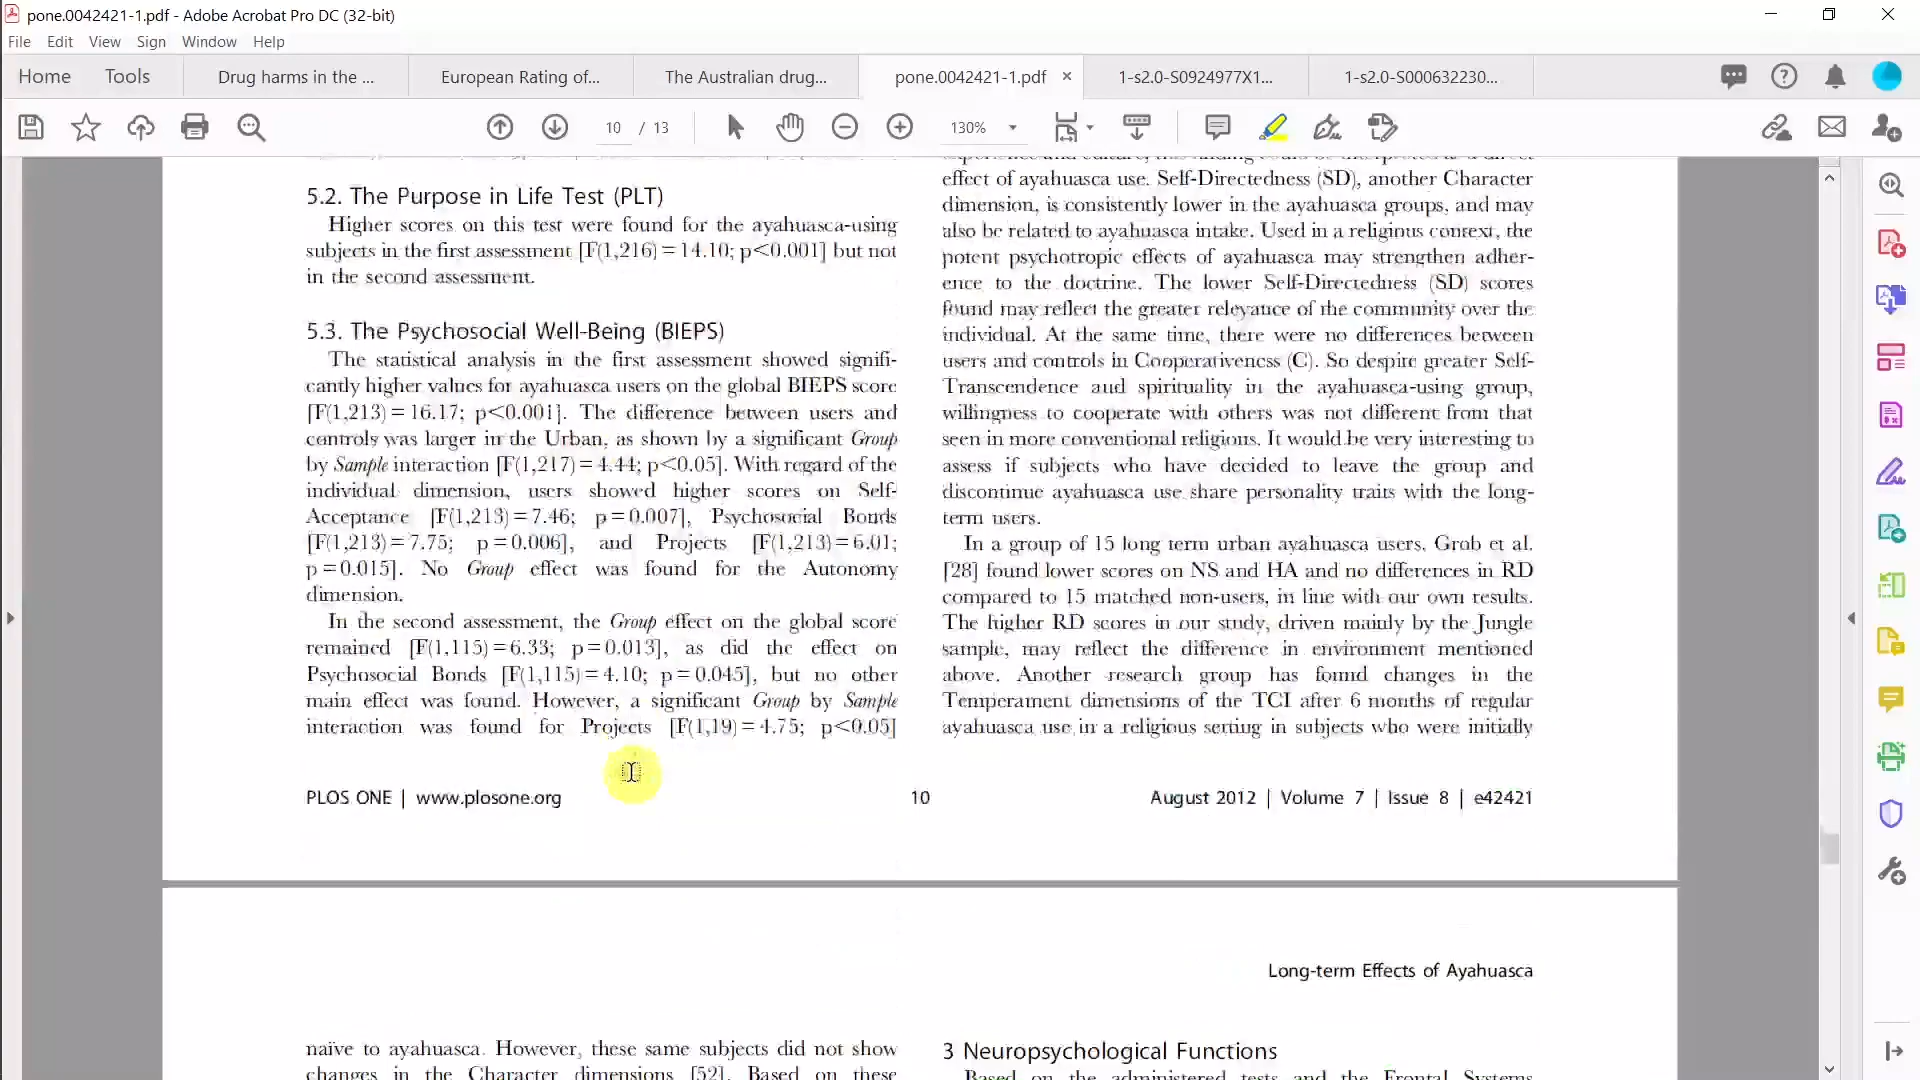 pone.0042421-1.pdf - Adobe Acrobat Pro DC (32-bit)
File Edit View Sign Window Help
Home Tools Drug harms in the ... European Rating of... The Australian drug... pone.0042421-1.pdf × 1-s2.0-S0924977X1... 1-s2.0-S000632230...
10 / 13 130%
5.2. The Purpose in Life Test (PLT)
Higher scores on this test were found for the ayahuasca-using
subjects in the first assessment [F(1,216) = 14.10; p<0.001] but not
in the second assessment.
5.3. The Psychosocial Well-Being (BIEPS)
The statistical analysis in the first assessment showed signifi-
cantly higher values for ayahuasca users on the global BIEPS score
[F(1,213) = 16.17; p<0.001]. The difference between users and
controls was larger in the Urban, as shown by a significant Group
by Sample interaction [F(1,217) = 4.44; p<0.05]. With regard of the
individual dimension, users showed higher scores on Self-
Acceptance [F(1,213) = 7.46; p = 0.007], Psychosocial Bonds
[F(1,213) = 7.75; p = 0.006], and Projects [F(1,213) = 6.01;
p = 0.015]. No Group effect was found for the Autonomy
dimension.
In the second assessment, the Group effect on the global score
remained [F(1,115) = 6.33; p = 0.013], as did the effect on
Psychosocial Bonds [F(1,115) = 4.10; p = 0.045], but no other
main effect was found. However, a significant Group by Sample
interaction was found for Projects [F(1,19) = 4.75; p<0.05]
effect of ayahuasca use. Self-Directedness (SD), another Character
dimension, is consistently lower in the ayahuasca groups, and may
also be related to ayahuasca intake. Used in a religious context, the
potent psychotropic effects of ayahuasca may strengthen adher-
ence to the doctrine. The lower Self-Directedness (SD) scores
found may reflect the greater relevance of the community over the
individual. At the same time, there were no differences between
users and controls in Cooperativeness (C). So despite greater Self-
Transcendence and spirituality in the ayahuasca-using group,
willingness to cooperate with others was not different from that
seen in more conventional religions. It would be very interesting to
assess if subjects who have decided to leave the group and
discontinue ayahuasca use share personality traits with the long-
term users.
In a group of 15 long term urban ayahuasca users, Grob et al.
[28] found lower scores on NS and HA and no differences in RD
compared to 15 matched non-users, in line with our own results.
The higher RD scores in our study, driven mainly by the Jungle
sample, may reflect the difference in environment mentioned
above. Another research group has found changes in the
Temperament dimensions of the TCI after 6 months of regular
ayahuasca use in a religious setting in subjects who were initially
PLOS ONE | www.plosone.org 10 August 2012 | Volume 7 | Issue 8 | e42421
Long-term Effects of Ayahuasca
naïve to ayahuasca. However, these same subjects did not show
changes in the Character dimensions [52]. Based on these
3 Neuropsychological Functions
Based on the administered tests and the Frontal Systems